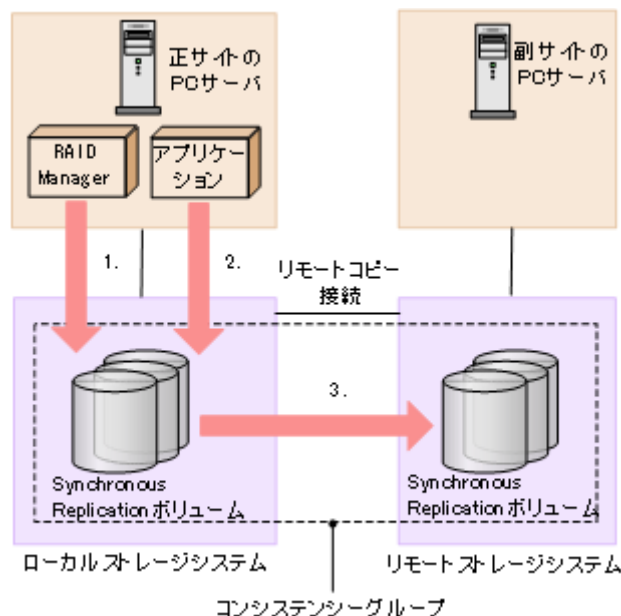 正サイトの
PCサーバ
副サイトの
PCサーバ
RAID
Manager
アプリケー
ション
1.
2.
リモートコピー
接続
3.
Synchronous
Replicationボリューム
Synchronous
Replicationボリューム
ローカルストレージシステム
リモートストレージシステム
コンシステンシーグループ